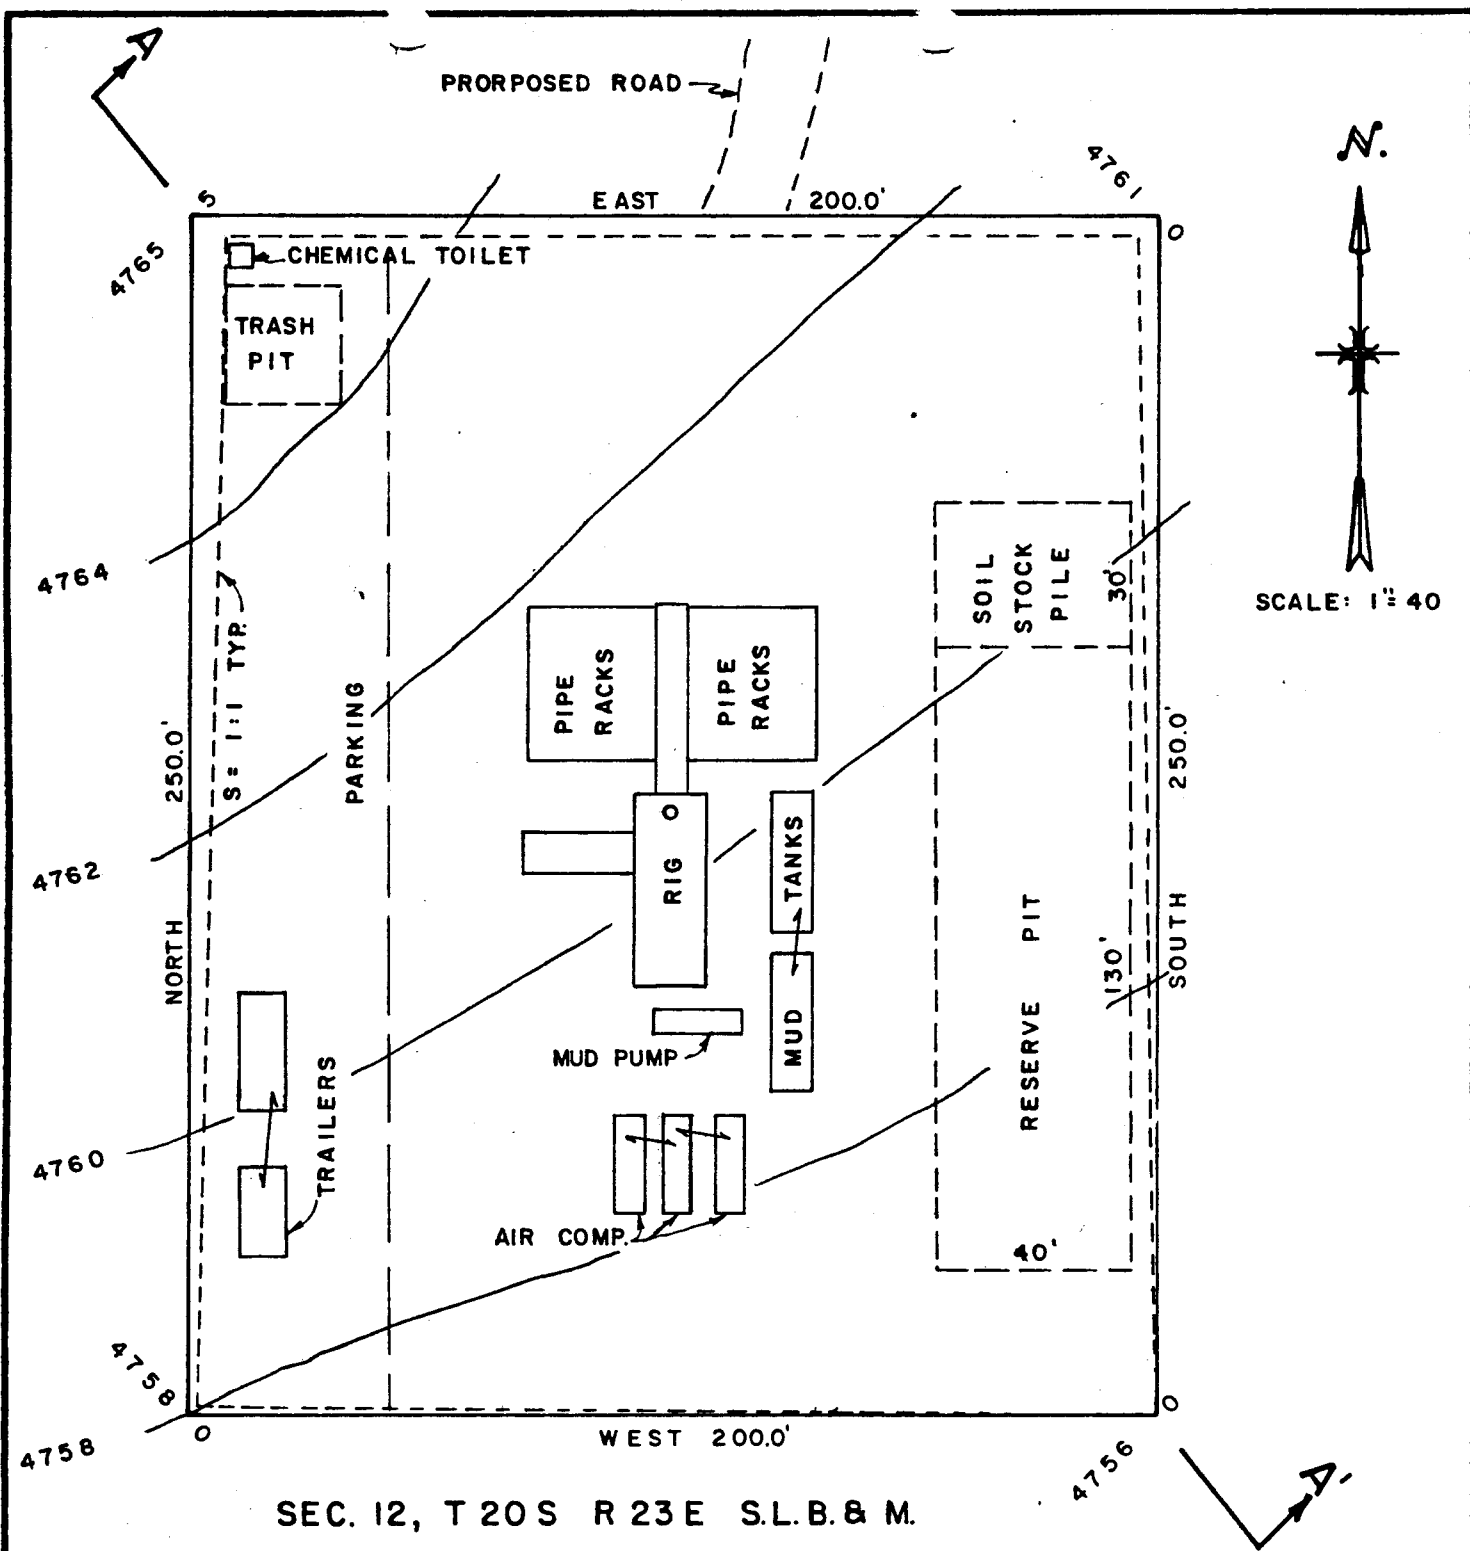 A
PRORPOSED ROAD
N.
4761
5
EAST 200.0'
0
4765
CHEMICAL TOILET
TRASH
PIT
4764
SOIL
STOCK
PILE
30'
SCALE: 1"=40
S = 1:1 TYP.
PARKING
PIPE
RACKS
PIPE
RACKS
250.0'
NORTH
250.0'
SOUTH
4762
RIG
MUD TANKS
RESERVE PIT
130'
MUD PUMP
TRAILERS
4760
AIR COMP.
40'
4758
0
0
4758
WEST 200.0'
4756
A'
SEC. 12, T 20 S R 23 E S.L.B. & M.